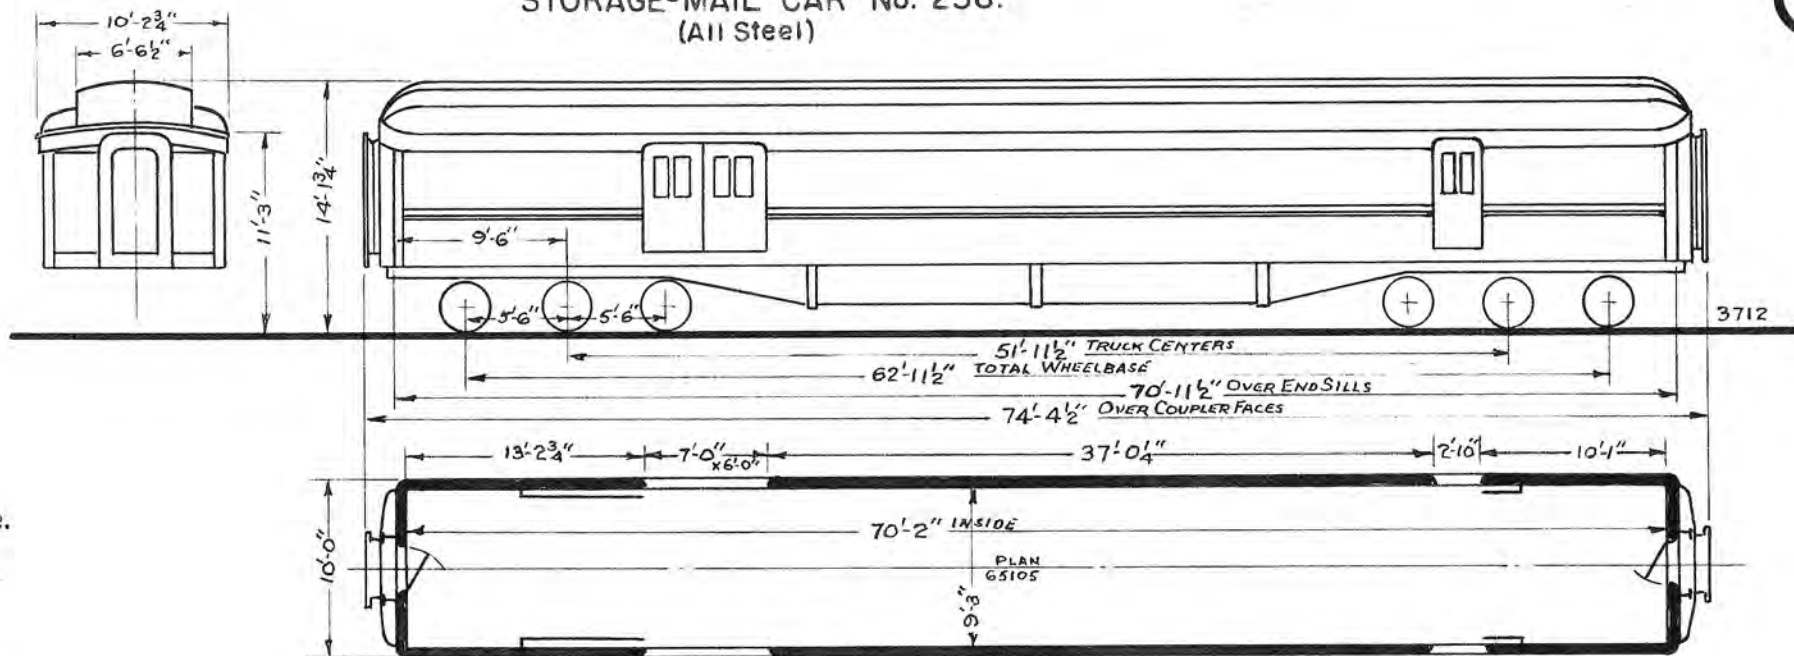 STORAGE-MAIL CAR No. 238.
(All Steel)
10'-2¾"
6'-6½"
11'-3"
14'-1¾"
9'-6"
5'-6" 5'-6"
3712
51'-11½" TRUCK CENTERS
62'-11½" TOTAL WHEELBASE
70'-11½" OVER END SILLS
74'-4½" OVER COUPLER FACES
13'-2¾" 7'-0" x6'-0" 37'-0¼" 2'-10" 10'-1"
10'-0"
70'-2" INSIDE
PLAN
65105
9'-3"